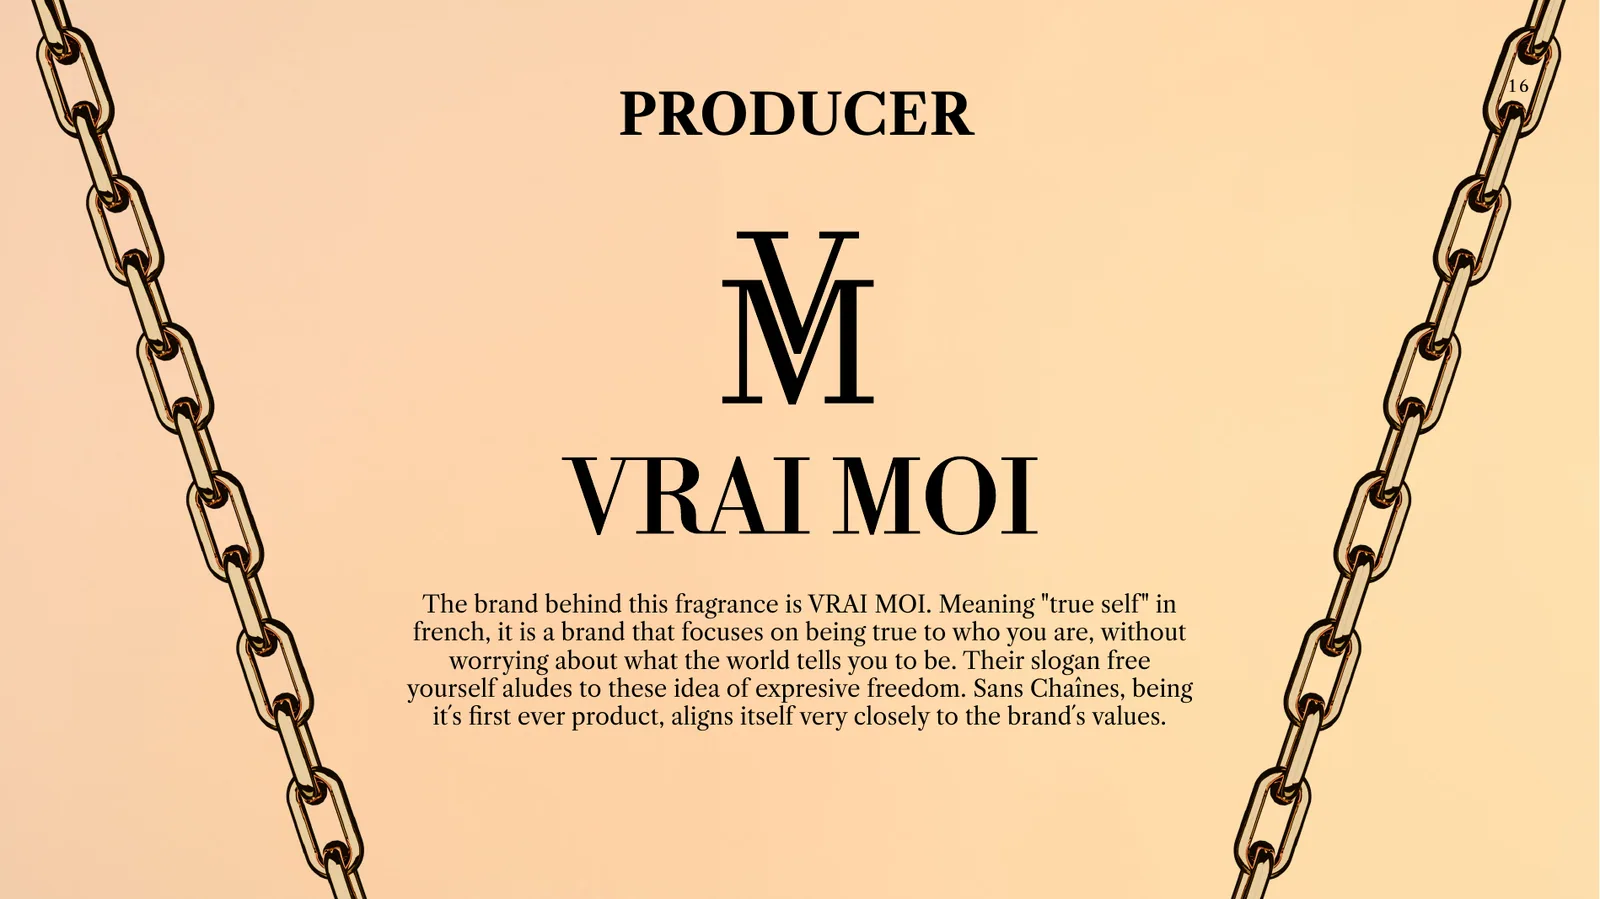 16
PRODUCER
VM
VRAI MOI
The brand behind this fragrance is VRAI MOI. Meaning "true self" in
french, it is a brand that focuses on being true to who you are, without
worrying about what the world tells you to be. Their slogan free
yourself aludes to these idea of expresive freedom. Sans Chaînes, being
it′s first ever product, aligns itself very closely to the brand′s values.